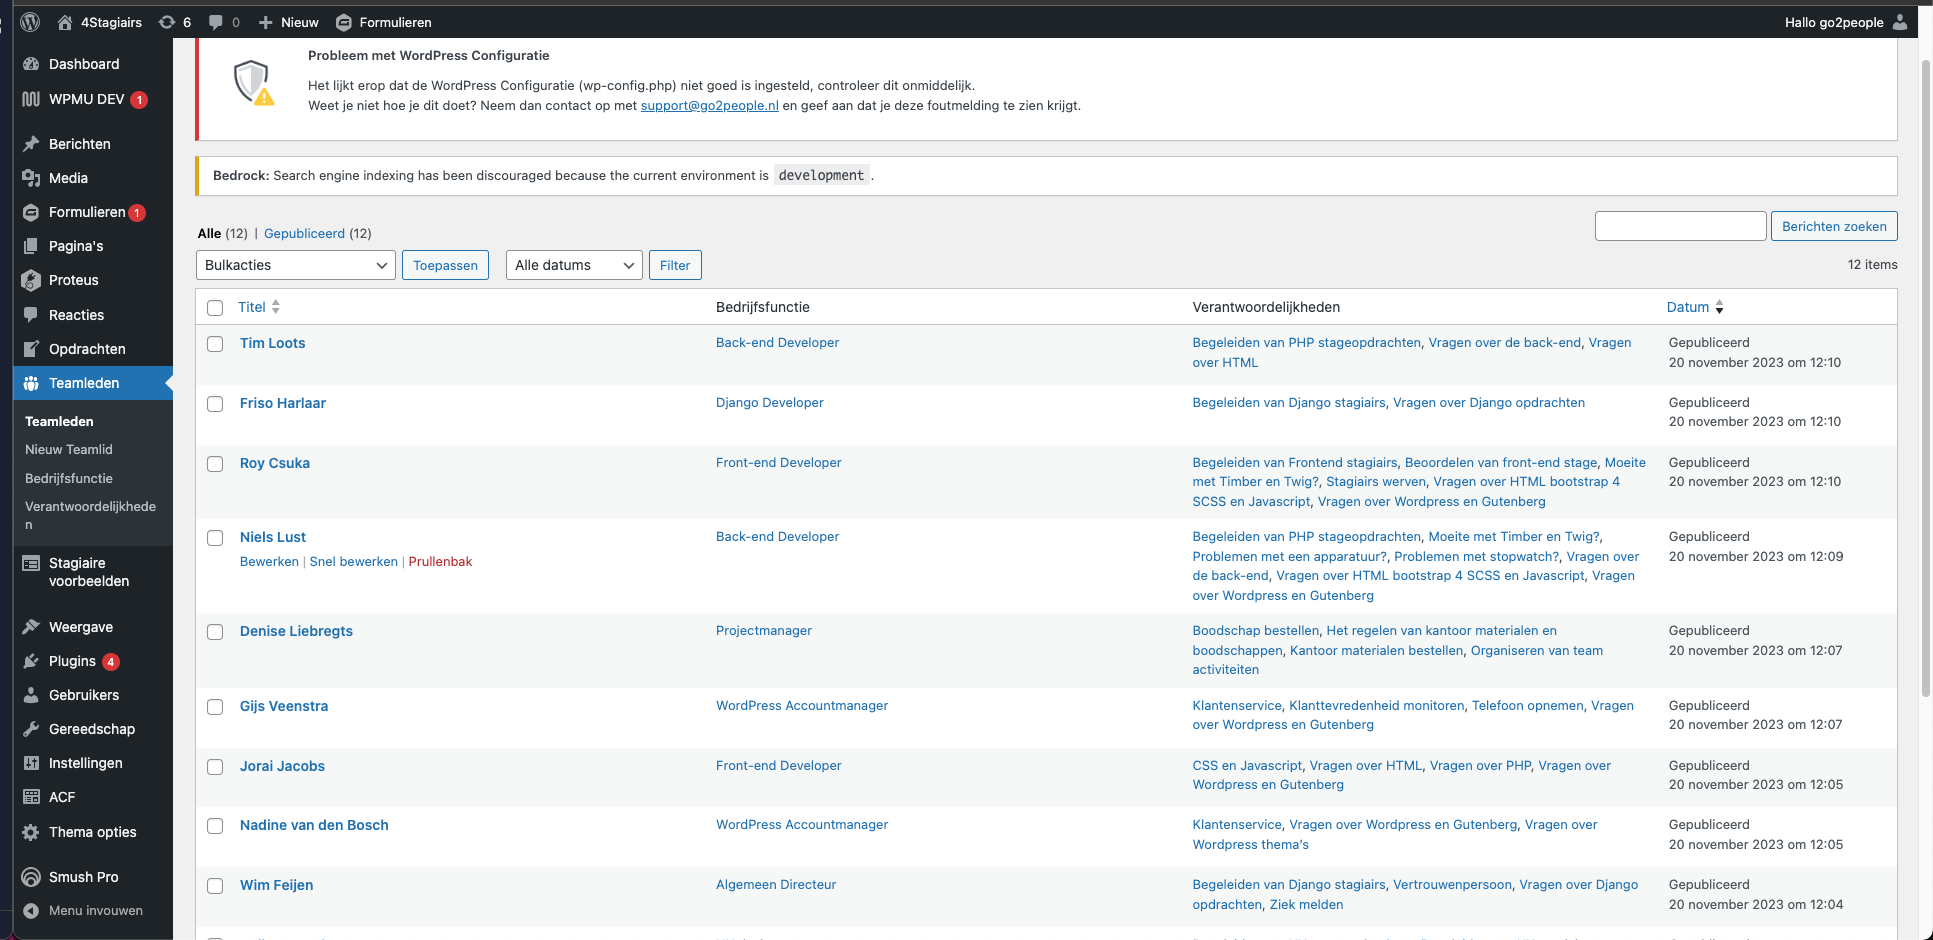 4Stagiairs 6 0 Nieuw Formulieren Hallo go2people
Dashboard
WPMU DEV 1
Berichten
Media
Formulieren 1
Pagina's
Proteus
Reacties
Opdrachten
Teamleden
Teamleden
Nieuw Teamlid
Bedrijfsfunctie
Verantwoordelijkhede
n
Stagiaire
voorbeelden
Weergave
Plugins 4
Gebruikers
Gereedschap
Instellingen
ACF
Thema opties
Smush Pro
Menu invouwen
Probleem met WordPress Configuratie
Het lijkt erop dat de WordPress Configuratie (wp-config.php) niet goed is ingesteld, controleer dit onmiddelijk.
Weet je niet hoe je dit doet? Neem dan contact op met support@go2people.nl en geef aan dat je deze foutmelding te zien krijgt.
Bedrock: Search engine indexing has been discouraged because the current environment is development .
Alle (12) | Gepubliceerd (12)
Berichten zoeken
Bulkacties Toepassen Alle datums Filter
12 items
Titel Bedrijfsfunctie Verantwoordelijkheden Datum
Tim Loots Back-end Developer Begeleiden van PHP stageopdrachten, Vragen over de back-end, Vragen Gepubliceerd
over HTML 20 november 2023 om 12:10
Friso Harlaar Django Developer Begeleiden van Django stagiairs, Vragen over Django opdrachten Gepubliceerd
20 november 2023 om 12:10
Roy Csuka Front-end Developer Begeleiden van Frontend stagiairs, Beoordelen van front-end stage, Moeite Gepubliceerd
met Timber en Twig?, Stagiairs werven, Vragen over HTML bootstrap 4 20 november 2023 om 12:10
SCSS en Javascript, Vragen over Wordpress en Gutenberg
Niels Lust Back-end Developer Begeleiden van PHP stageopdrachten, Moeite met Timber en Twig?, Gepubliceerd
Bewerken | Snel bewerken | Prullenbak Problemen met een apparatuur?, Problemen met stopwatch?, Vragen over 20 november 2023 om 12:09
de back-end, Vragen over HTML bootstrap 4 SCSS en Javascript, Vragen
over Wordpress en Gutenberg
Denise Liebregts Projectmanager Boodschap bestellen, Het regelen van kantoor materialen en Gepubliceerd
boodschappen, Kantoor materialen bestellen, Organiseren van team 20 november 2023 om 12:07
activiteiten
Gijs Veenstra WordPress Accountmanager Klantenservice, Klanttevredenheid monitoren, Telefoon opnemen, Vragen Gepubliceerd
over Wordpress en Gutenberg 20 november 2023 om 12:07
Jorai Jacobs Front-end Developer CSS en Javascript, Vragen over HTML, Vragen over PHP, Vragen over Gepubliceerd
Wordpress en Gutenberg 20 november 2023 om 12:05
Nadine van den Bosch WordPress Accountmanager Klantenservice, Vragen over Wordpress en Gutenberg, Vragen over Gepubliceerd
Wordpress thema's 20 november 2023 om 12:05
Wim Feijen Algemeen Directeur Begeleiden van Django stagiairs, Vertrouwenpersoon, Vragen over Django Gepubliceerd
opdrachten, Ziek melden 20 november 2023 om 12:04